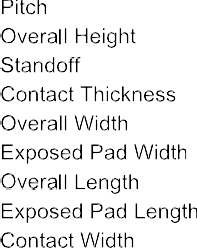 Pitch
Overall Height
Standoff
Contact Thickness
Overall Width
Exposed Pad Width
Overall Length
Exposed Pad Length
Contact Width